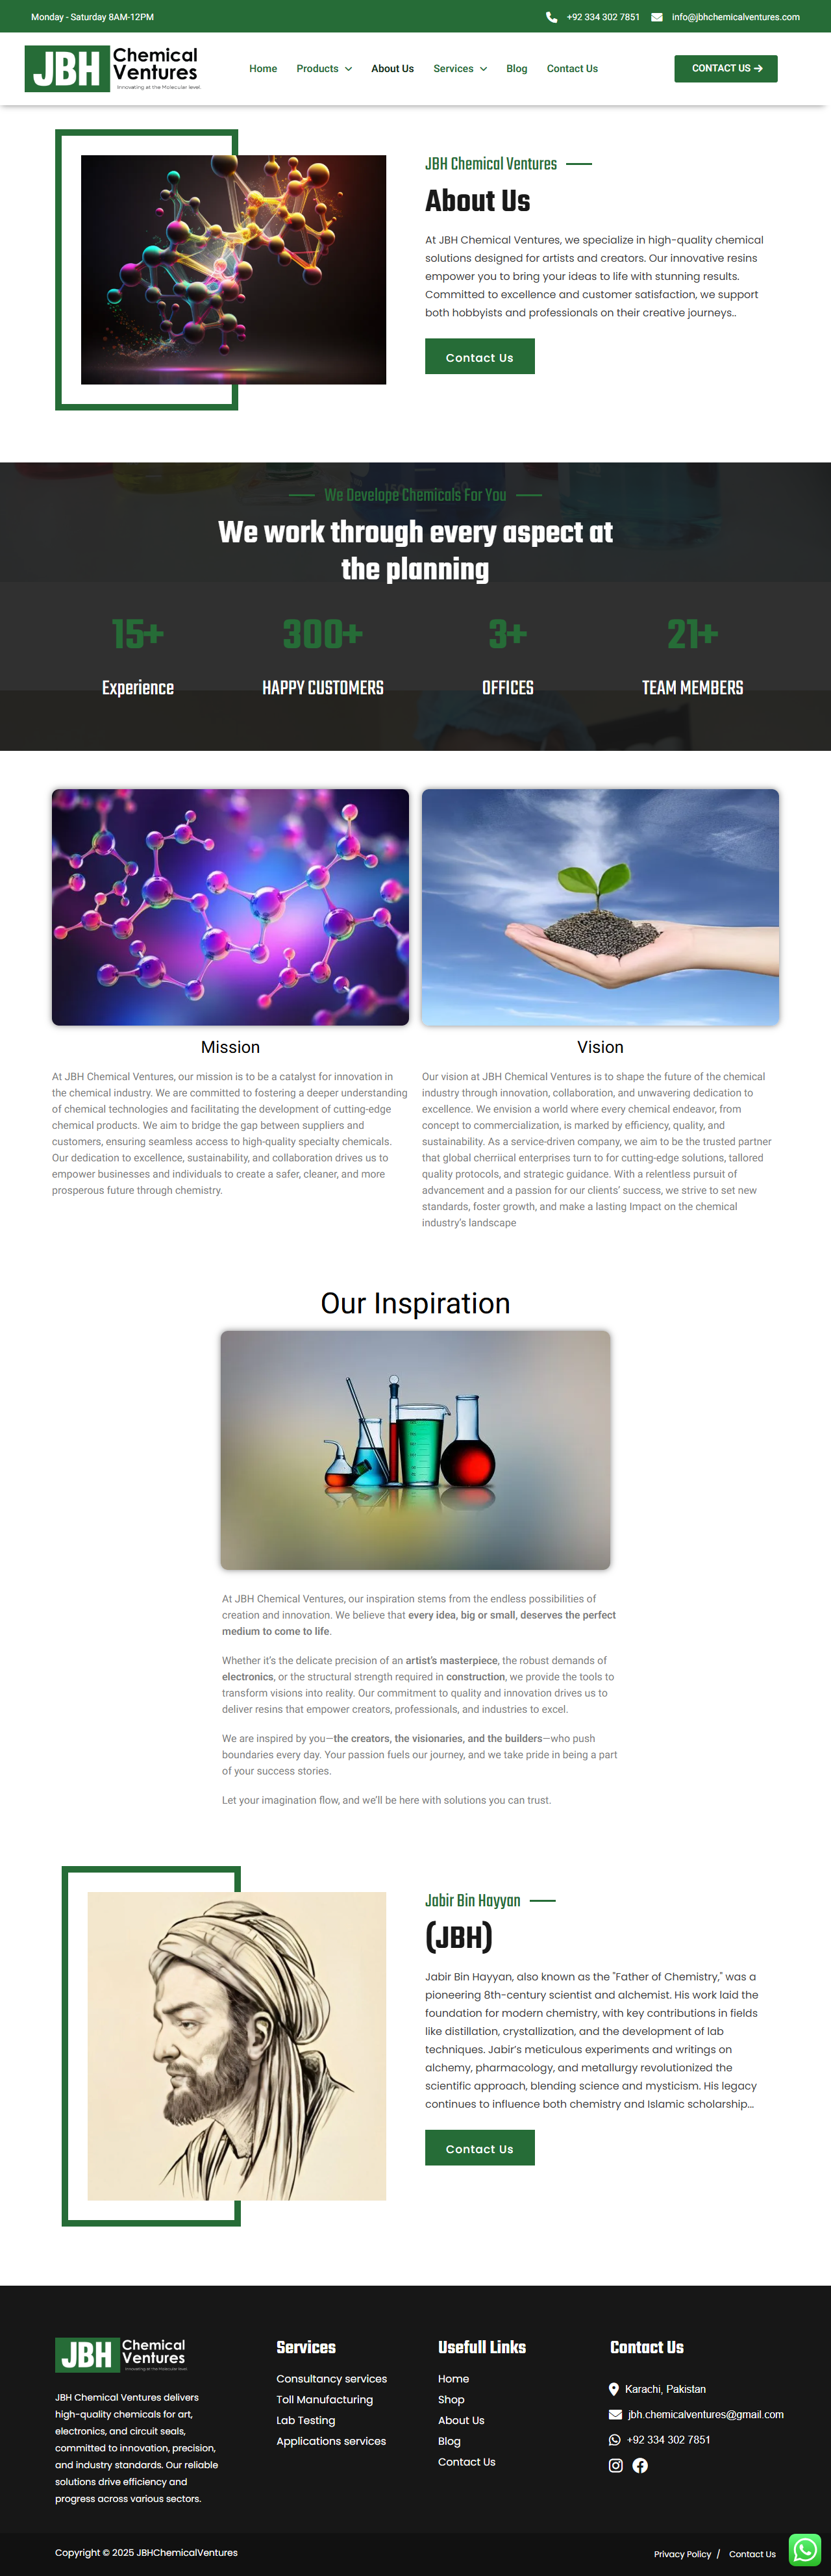 Monday - Saturday 8AM-12PM
+92 334 302 7851
info@jbhchemicalventures.com
JBH Chemical Ventures
Innovating at the Molecular level.
Home
Products
About Us
Services
Blog
Contact Us
CONTACT US
JBH Chemical Ventures
About Us
At JBH Chemical Ventures, we specialize in high-quality chemical
solutions designed for artists and creators. Our innovative resins
empower you to bring your ideas to life with stunning results.
Committed to excellence and customer satisfaction, we support
both hobbyists and professionals on their creative journeys..
Contact Us
We Develope Chemicals For You
We work through every aspect at
the planning
15+
300+
3+
21+
Experience
HAPPY CUSTOMERS
OFFICES
TEAM MEMBERS
Mission
At JBH Chemical Ventures, our mission is to be a catalyst for innovation in
the chemical industry. We are committed to fostering a deeper understanding
of chemical technologies and facilitating the development of cutting-edge
chemical products. We aim to bridge the gap between suppliers and
customers, ensuring seamless access to high-quality specialty chemicals.
Our dedication to excellence, sustainability, and collaboration drives us to
empower businesses and individuals to create a safer, cleaner, and more
prosperous future through chemistry.
Vision
Our vision at JBH Chemical Ventures is to shape the future of the chemical
industry through innovation, collaboration, and unwavering dedication to
excellence. We envision a world where every chemical endeavor, from
concept to commercialization, is marked by efficiency, quality, and
sustainability. As a service-driven company, we aim to be the trusted partner
that global cherrical enterprises turn to for cutting-edge solutions, tailored
quality protocols, and strategic guidance. With a relentless pursuit of
advancement and a passion for our clients' success, we strive to set new
standards, foster growth, and make a lasting Impact on the chemical
industry's landscape
Our Inspiration
At JBH Chemical Ventures, our inspiration stems from the endless possibilities of
creation and innovation. We believe that every idea, big or small, deserves the perfect
medium to come to life.
Whether it's the delicate precision of an artist's masterpiece, the robust demands of
electronics, or the structural strength required in construction, we provide the tools to
transform visions into reality. Our commitment to quality and innovation drives us to
deliver resins that empower creators, professionals, and industries to excel.
We are inspired by you—the creators, the visionaries, and the builders—who push
boundaries every day. Your passion fuels our journey, and we take pride in being a part
of your success stories.
Let your imagination flow, and we'll be here with solutions you can trust.
Jabir Bin Hayyan
(JBH)
Jabir Bin Hayyan, also known as the "Father of Chemistry," was a
pioneering 8th-century scientist and alchemist. His work laid the
foundation for modern chemistry, with key contributions in fields
like distillation, crystallization, and the development of lab
techniques. Jabir's meticulous experiments and writings on
alchemy, pharmacology, and metallurgy revolutionized the
scientific approach, blending science and mysticism. His legacy
continues to influence both chemistry and Islamic scholarship...
Contact Us
JBH Chemical Ventures
Innovating at the Molecular level.
JBH Chemical Ventures delivers
high-quality chemicals for art,
electronics, and circuit seals,
committed to innovation, precision,
and industry standards. Our reliable
solutions drive efficiency and
progress across various sectors.
Services
Consultancy services
Toll Manufacturing
Lab Testing
Applications services
Usefull Links
Home
Shop
About Us
Blog
Contact Us
Contact Us
Karachi, Pakistan
jbh.chemicalventures@gmail.com
+92 334 302 7851
Copyright © 2025 JBHChemicalVentures
Privacy Policy / Contact Us